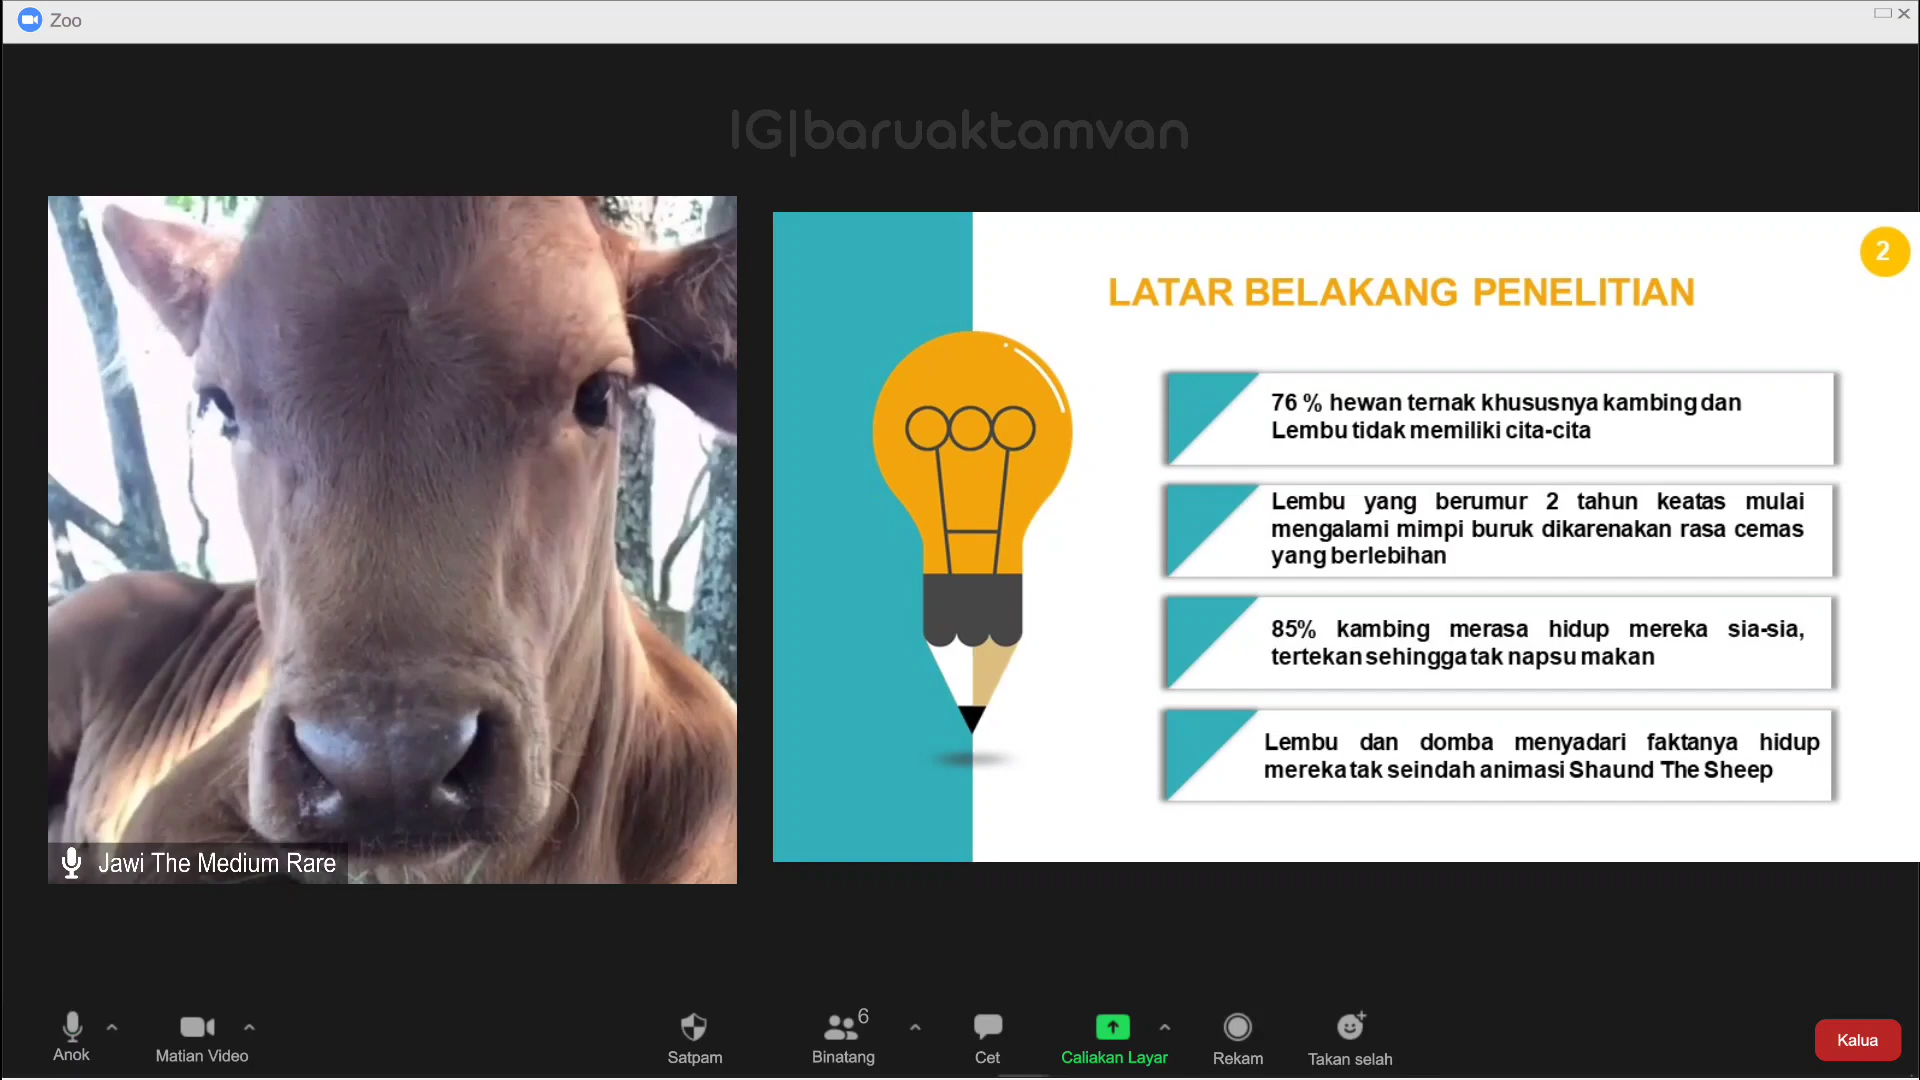 Zoo
IG|baruaktamvan
2
LATAR BELAKANG PENELITIAN
76 % hewan ternak khususnya kambing dan
Lembu tidak memiliki cita-cita
Lembu yang berumur 2 tahun keatas mulai
mengalami mimpi buruk dikarenakan rasa cemas
yang berlebihan
85% kambing merasa hidup mereka sia-sia,
tertekan sehingga tak napsu makan
Lembu dan domba menyadari faktanya hidup
mereka tak seindah animasi Shaund The Sheep
Jawi The Medium Rare
Anok
Matian Video
Satpam
6
Binatang
Cet
Caliakan Layar
Rekam
Takan selah
Kalua